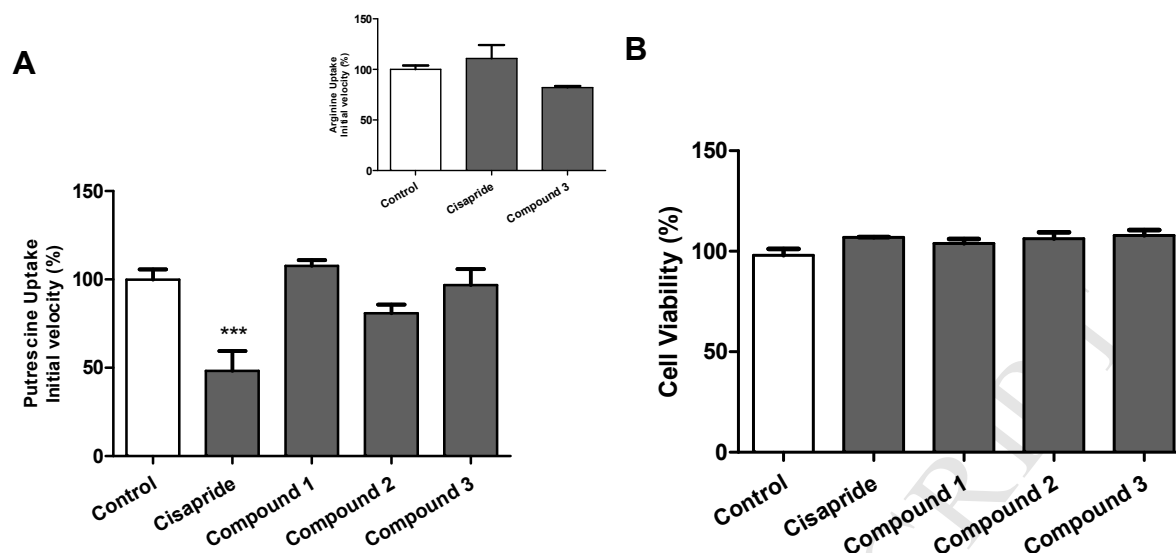 A
Arginine Uptake
Initial velocity (%)
150
100
50
0
Control
Cisapride
Compound 3
Putrescine Uptake
Initial velocity (%)
150
100
50
0
***
Control
Cisapride
Compound 1
Compound 2
Compound 3
B
Cell Viability (%)
150
100
50
0
Control
Cisapride
Compound 1
Compound 2
Compound 3